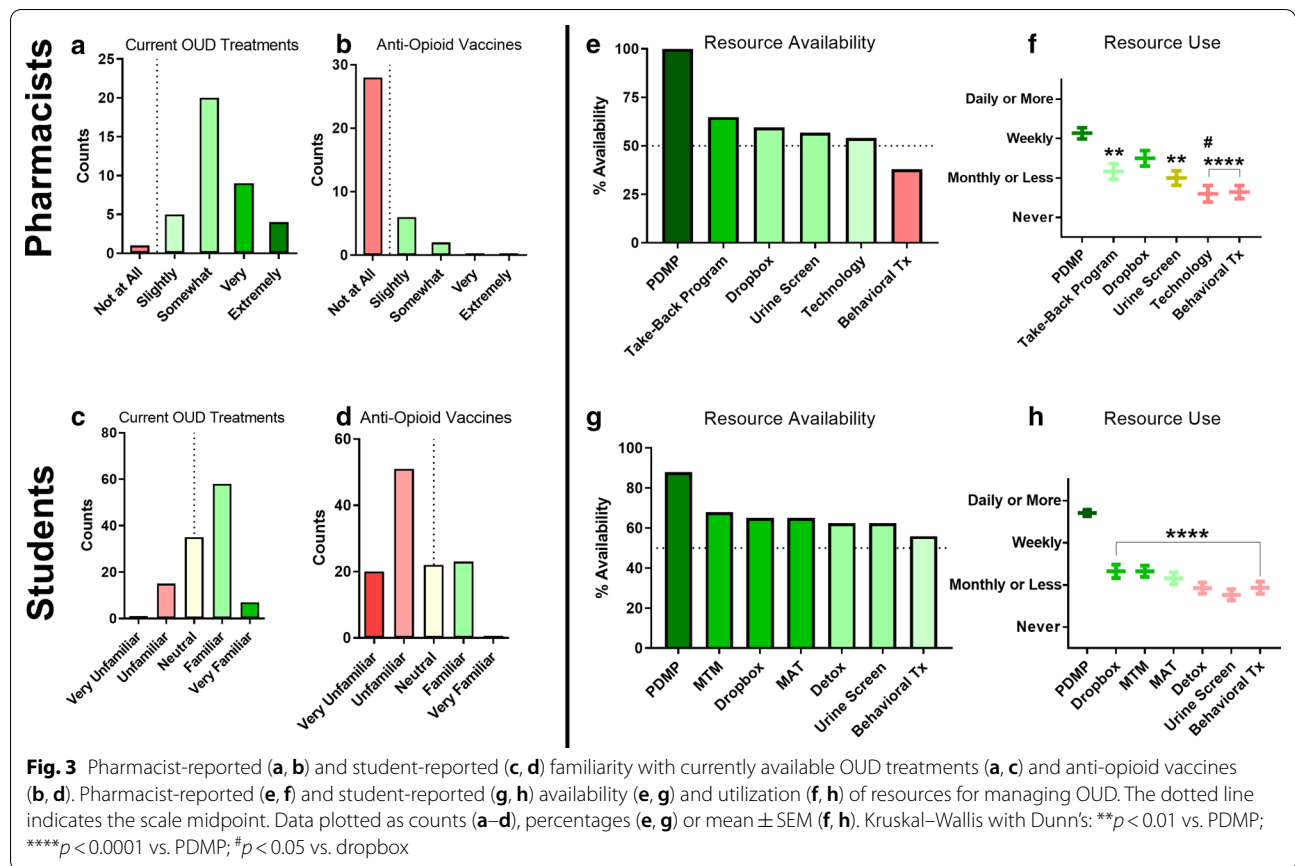 Pharmacists
a
Current OUD Treatments
25
20
15
10
5
0
Counts
Not at All
Slightly
Somewhat
Very
Extremely
b
Anti-Opioid Vaccines
30
20
10
0
Counts
Not at All
Slightly
Somewhat
Very
Extremely
e
Resource Availability
100
75
50
25
0
% Availability
PDMP
Take-Back Program
Dropbox
Urine Screen
Technology
Behavioral Tx
f
Resource Use
Daily or More
Weekly
Monthly or Less
Never
**
**
#
****
PDMP
Take-Back Program
Dropbox
Urine Screen
Technology
Behavioral Tx
Students
c
Current OUD Treatments
80
60
40
20
0
Counts
Very Unfamiliar
Unfamiliar
Neutral
Familiar
Very Familiar
d
Anti-Opioid Vaccines
60
40
20
0
Counts
Very Unfamiliar
Unfamiliar
Neutral
Familiar
Very Familiar
g
Resource Availability
100
80
60
40
20
0
% Availability
PDMP
MTM
Dropbox
MAT
Detox
Urine Screen
Behavioral Tx
h
Resource Use
Daily or More
Weekly
Monthly or Less
Never
****
PDMP
Dropbox
MTM
MAT
Detox
Urine Screen
Behavioral Tx
Fig. 3 Pharmacist-reported (a, b) and student-reported (c, d) familiarity with currently available OUD treatments (a, c) and anti-opioid vaccines
(b, d). Pharmacist-reported (e, f) and student-reported (g, h) availability (e, g) and utilization (f, h) of resources for managing OUD. The dotted line
indicates the scale midpoint. Data plotted as counts (a–d), percentages (e, g) or mean ± SEM (f, h). Kruskal–Wallis with Dunn's: **p < 0.01 vs. PDMP;
****p < 0.0001 vs. PDMP; #p < 0.05 vs. dropbox